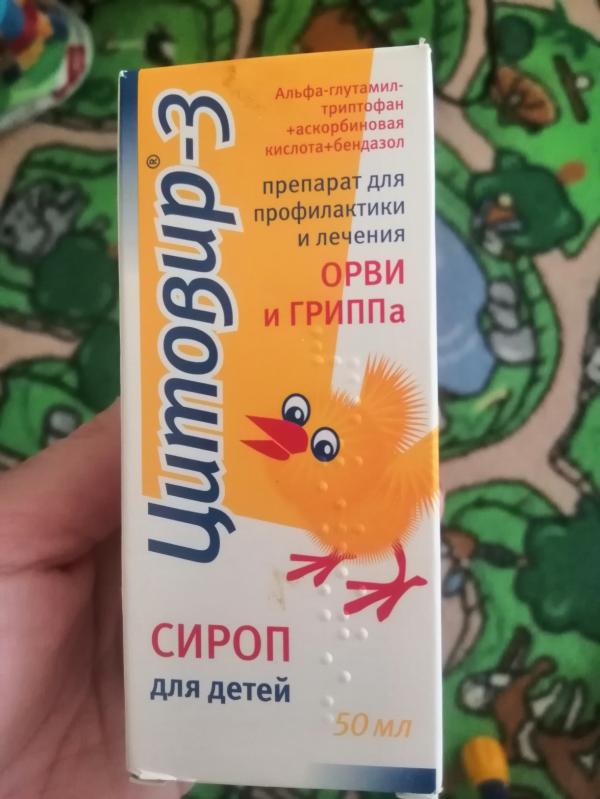 Цитовир®-3
Альфа-глутамил-
триптофан
+аскорбиновая
кислота+бендазол
препарат для
профилактики
и лечения
ОРВИ
и ГРИППа
СИРОП
для детей
50 мл